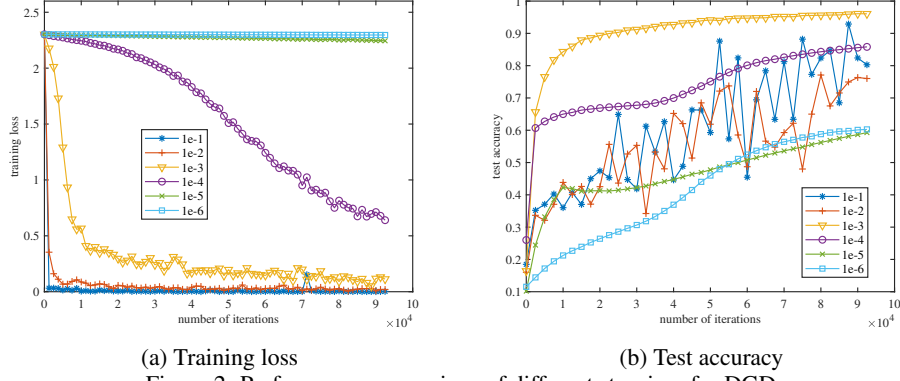 2.5
2
1.5
1
0.5
0
training loss
1e-1
1e-2
1e-3
1e-4
1e-5
1e-6
0 1 2 3 4 5 6 7 8 9 10
number of iterations
×10⁴
1
0.9
0.8
0.7
0.6
0.5
0.4
0.3
0.2
0.1
test accuracy
1e-1
1e-2
1e-3
1e-4
1e-5
1e-6
0 1 2 3 4 5 6 7 8 9 10
number of iterations
×10⁴
(a) Training loss
(b) Test accuracy